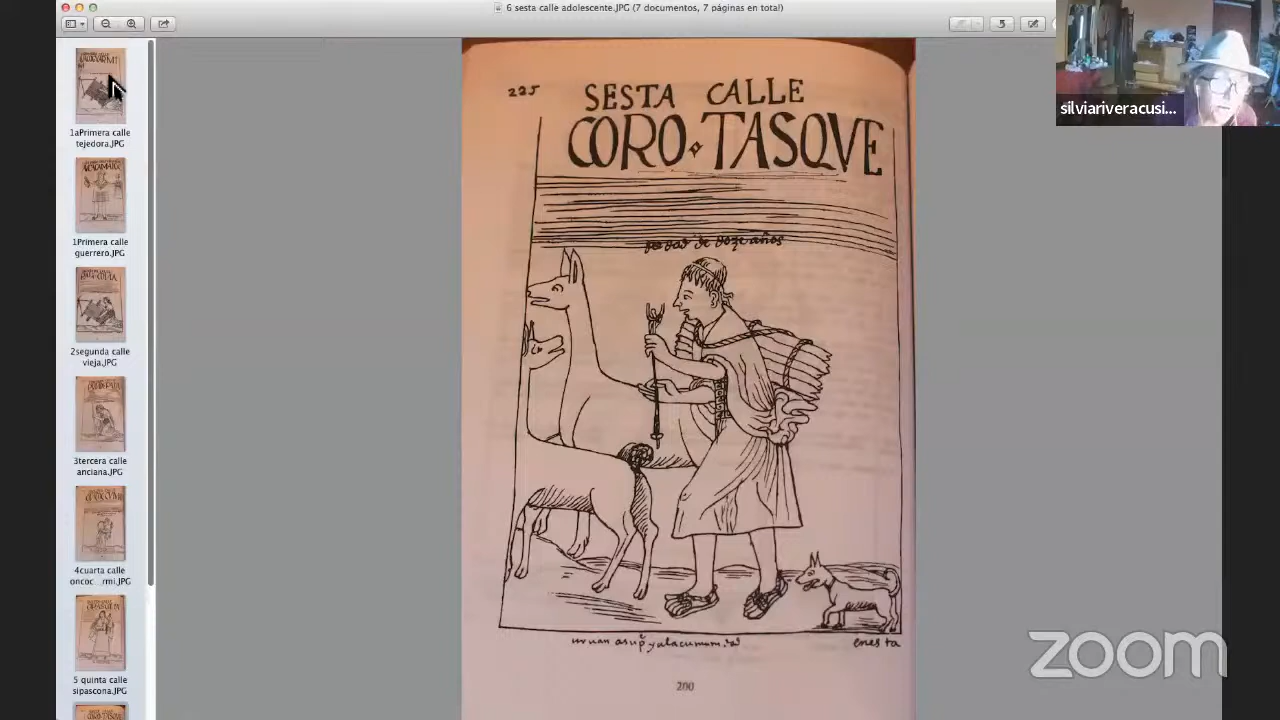 6 sesta calle adolescente.JPG (7 documentos, 7 páginas en total)
1aPrimera calle
tejedora.JPG
1Primera calle
guerrero.JPG
2segunda calle
vieja.JPG
3tercera calle
anciana.JPG
4cuarta calle
oncoc...rmi.JPG
5 quinta calle
sipascona.JPG
225
SESTA CALLE
CORO·TASQVE
de doze años
enesta
200
silviariveracusi...
zoom